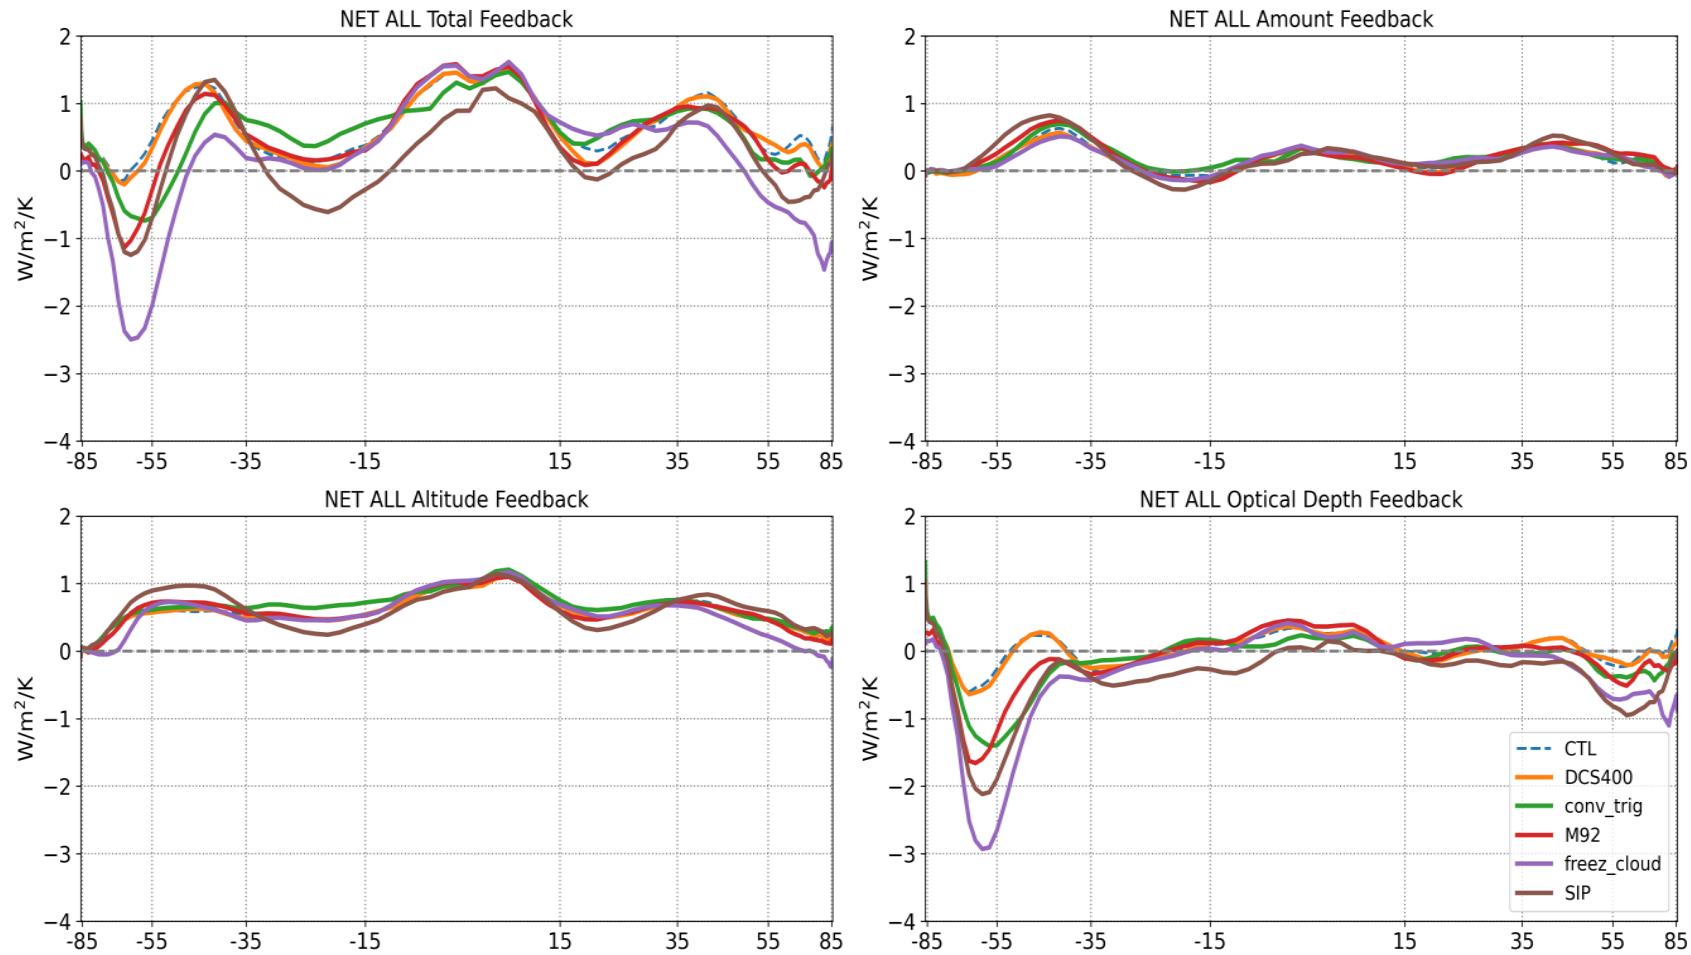 NET ALL Total Feedback
W/m²/K
2
1
0
−1
−2
−3
−4
-85 -55 -35 -15 15 35 55 85
NET ALL Amount Feedback
W/m²/K
2
1
0
−1
−2
−3
−4
-85 -55 -35 -15 15 35 55 85
NET ALL Altitude Feedback
W/m²/K
2
1
0
−1
−2
−3
−4
-85 -55 -35 -15 15 35 55 85
NET ALL Optical Depth Feedback
W/m²/K
2
1
0
−1
−2
−3
−4
-85 -55 -35 -15 15 35 55 85
CTL
DCS400
conv_trig
M92
freez_cloud
SIP